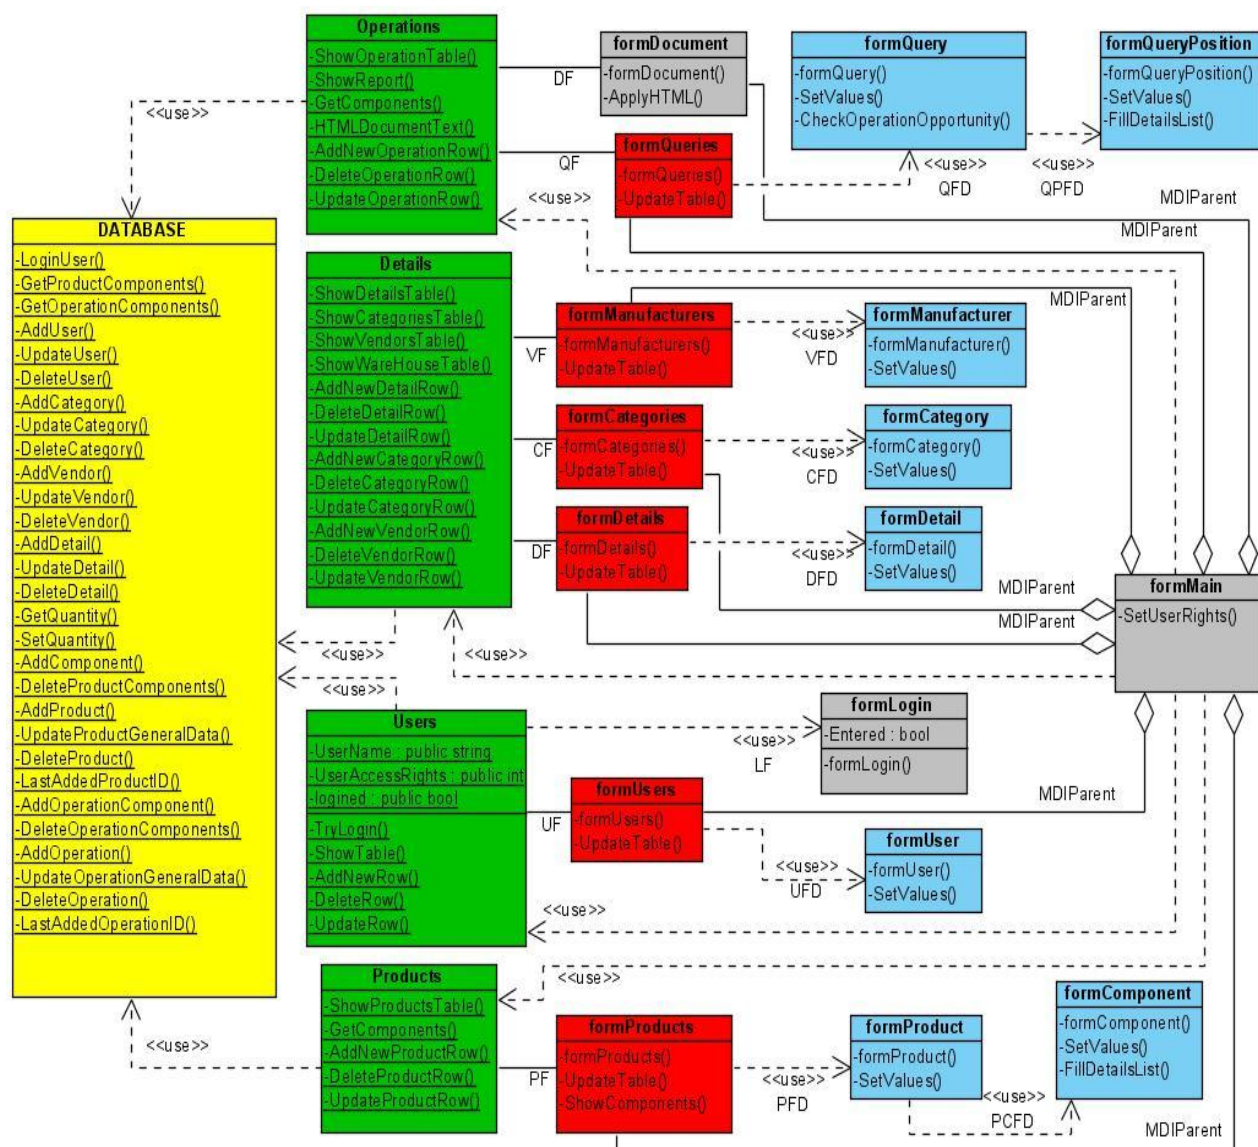 Operations
-ShowOperationTable()
-ShowReport()
-GetComponents()
-HTMLDocumentText()
-AddNewOperationRow()
-DeleteOperationRow()
-UpdateOperationRow()
<<use>>
DF
formDocument
-formDocument()
-ApplyHTML()
QF
formQueries
-formQueries()
-UpdateTable()
<<use>>
formQuery
-formQuery()
-SetValues()
-CheckOperationOpportunity()
<<use>>
QFD
<<use>>
QPFD
formQueryPosition
-formQueryPosition()
-SetValues()
-FillDetailsList()
MDIParent
MDIParent
MDIParent
DATABASE
-LoginUser()
-GetProductComponents()
-GetOperationComponents()
-AddUser()
-UpdateUser()
-DeleteUser()
-AddCategory()
-UpdateCategory()
-DeleteCategory()
-AddVendor()
-UpdateVendor()
-DeleteVendor()
-AddDetail()
-UpdateDetail()
-DeleteDetail()
-GetQuantity()
-SetQuantity()
-AddComponent()
-DeleteProductComponents()
-AddProduct()
-UpdateProductGeneralData()
-DeleteProduct()
-LastAddedProductID()
-AddOperationComponent()
-DeleteOperationComponents()
-AddOperation()
-UpdateOperationGeneralData()
-DeleteOperation()
-LastAddedOperationID()
Details
-ShowDetailsTable()
-ShowCategoriesTable()
-ShowVendorsTable()
-ShowWareHouseTable()
-AddNewDetailRow()
-DeleteDetailRow()
-UpdateDetailRow()
-AddNewCategoryRow()
-DeleteCategoryRow()
-UpdateCategoryRow()
-AddNewVendorRow()
-DeleteVendorRow()
-UpdateVendorRow()
VF
formManufacturers
-formManufacturers()
-UpdateTable()
<<use>>
VFD
formManufacturer
-formManufacturer()
-SetValues()
CF
formCategories
-formCategories()
-UpdateTable()
<<use>>
CFD
formCategory
-formCategory()
-SetValues()
DF
formDetails
-formDetails()
-UpdateTable()
<<use>>
DFD
formDetail
-formDetail()
-SetValues()
MDIParent
MDIParent
formMain
-SetUserRights()
<<use>>
<<use>>
<<use>>
Users
-UserName : public string
-UserAccessRights : public int
-logined : public bool
-TryLogin()
-ShowTable()
-AddNewRow()
-DeleteRow()
-UpdateRow()
<<use>>
LF
formLogin
-Entered : bool
-formLogin()
UF
formUsers
-formUsers()
-UpdateTable()
MDIParent
<<use>>
UFD
formUser
-formUser()
-SetValues()
<<use>>
<<use>>
Products
-ShowProductsTable()
-GetComponents()
-AddNewProductRow()
-DeleteProductRow()
-UpdateProductRow()
<<use>>
PF
formProducts
-formProducts()
-UpdateTable()
-ShowComponents()
<<use>>
PFD
formProduct
-formProduct()
-SetValues()
<<use>>
PCFD
formComponent
-formComponent()
-SetValues()
-FillDetailsList()
MDIParent